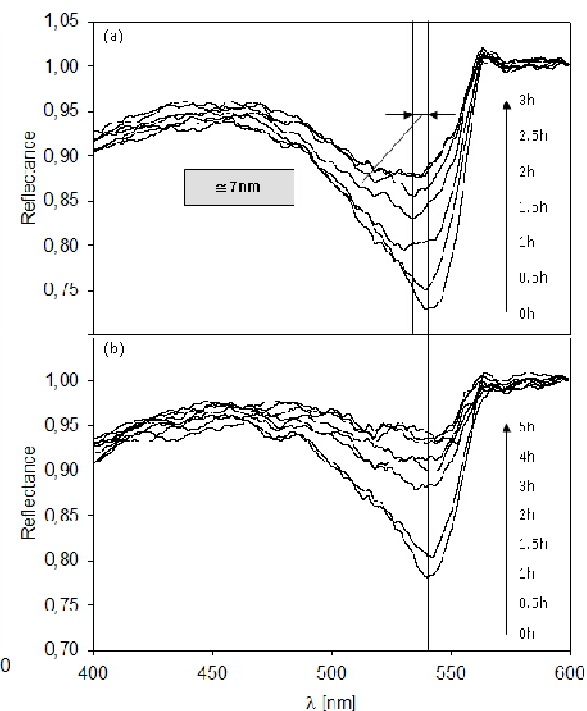 1,05
(a)
1,00
0,95
0,90
0,85
0,80
0,75
Reflectance
≅ 7nm
3h
2.5h
2h
1.5h
1h
0.5h
0h
(b)
1,00
0,95
0,90
0,85
0,80
0,75
0,70
Reflectance
5h
4h
3h
2h
1.5h
1h
0.5h
0h
0
400 450 500 550 600
λ [nm]